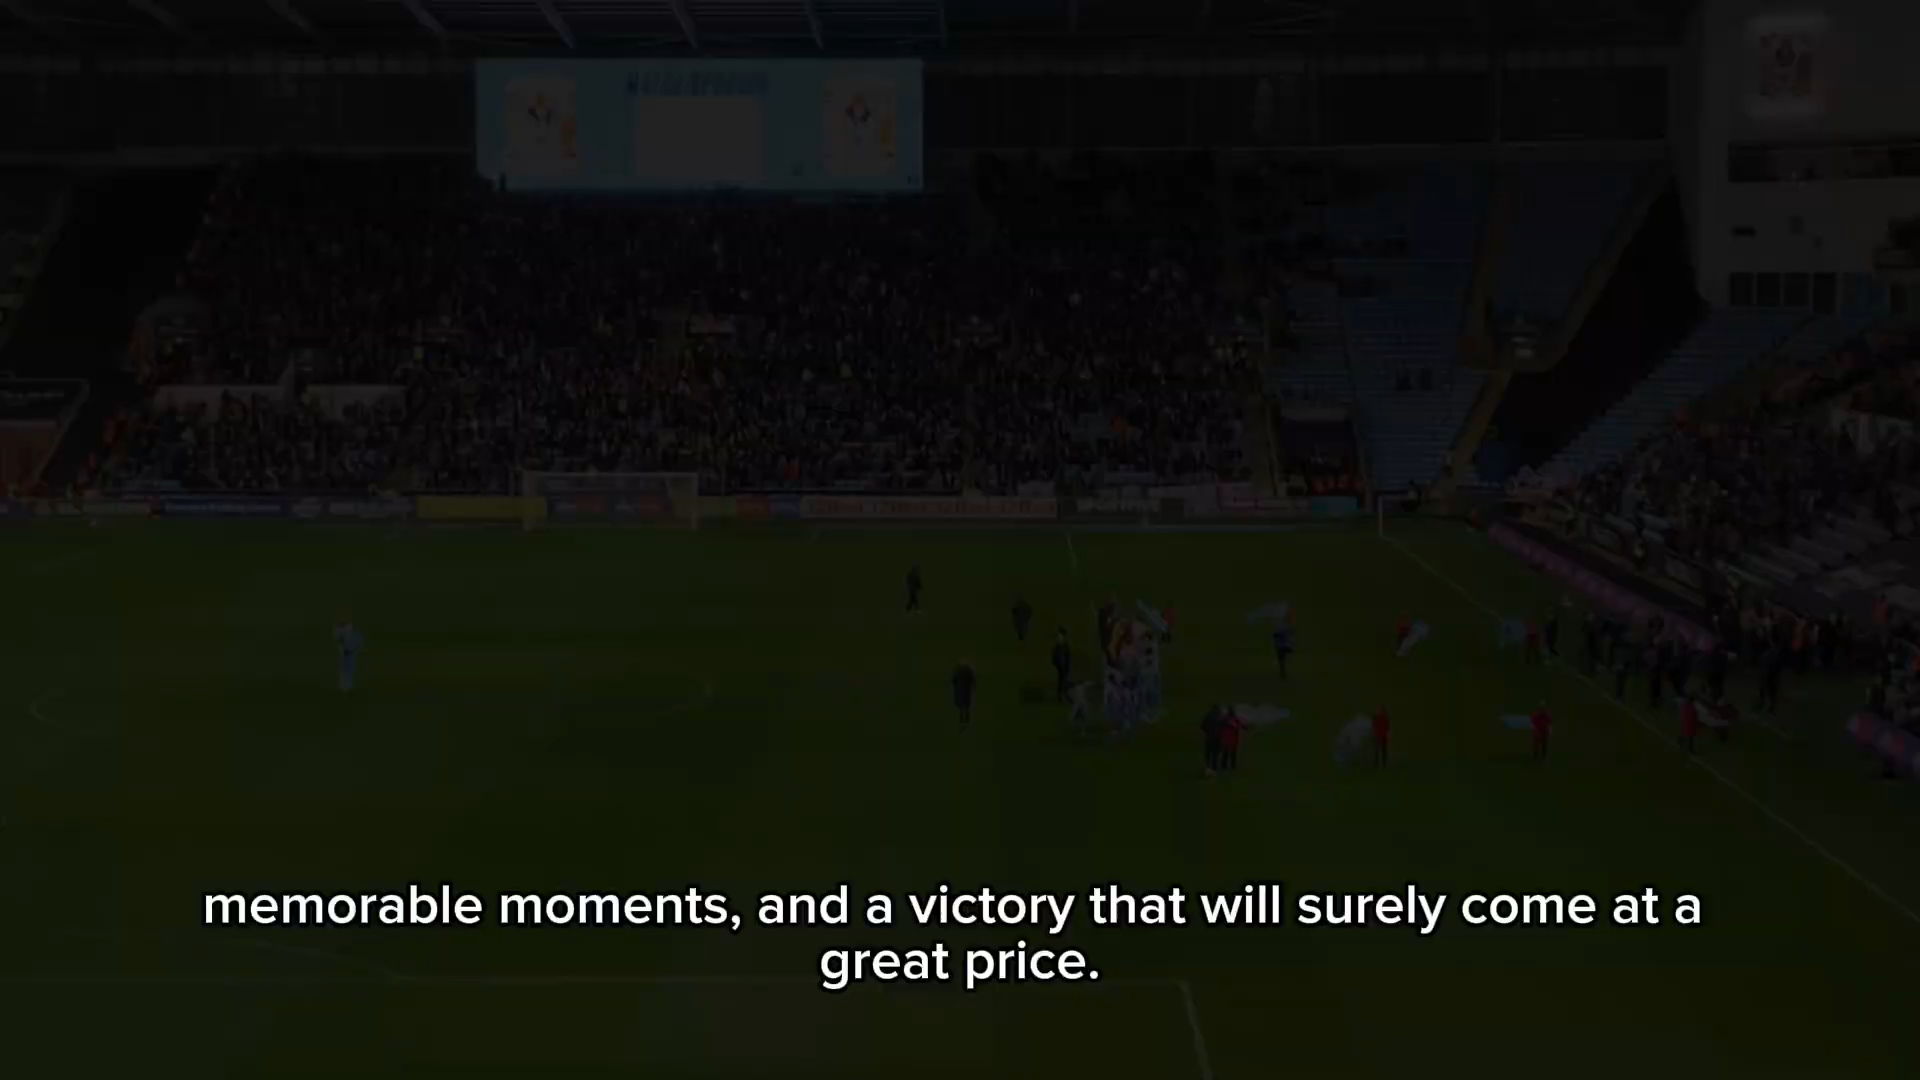 memorable moments, and a victory that will surely come at a
great price.